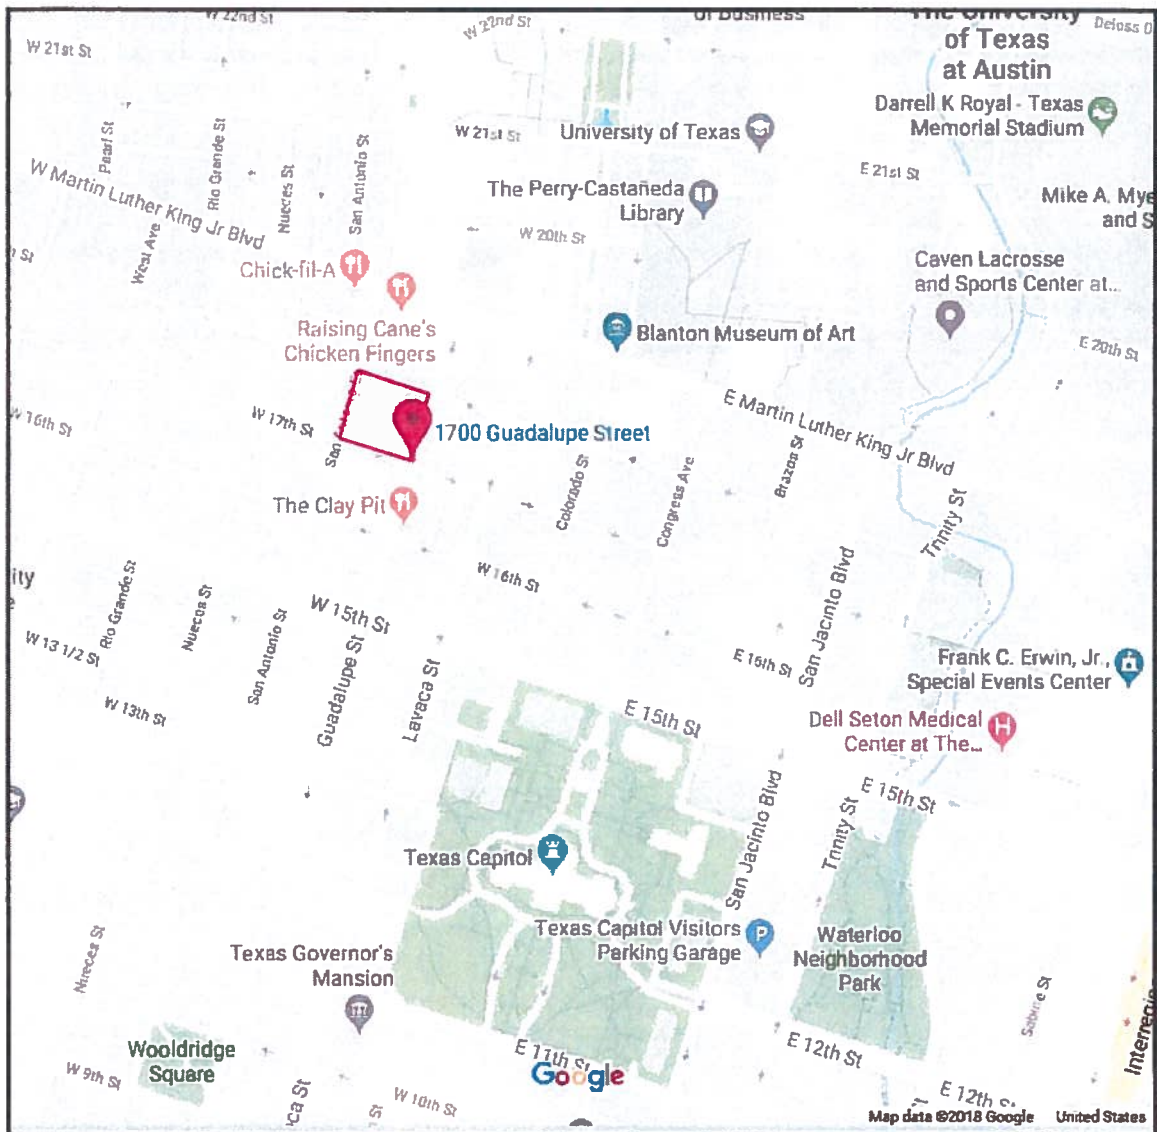 W 22nd St
W 22nd St
of Business
The University
of Texas
at Austin
W 21st St
Darrell K Royal - Texas
Memorial Stadium
Pearl St
Rio Grande St
Nueces St
San Antonio St
W 21st St
University of Texas
E 21st St
W Martin Luther King Jr Blvd
The Perry-Castañeda
Library
Mike A. Mye
and S
West Ave
W 20th St
Chick-fil-A
Caven Lacrosse
and Sports Center at...
Raising Cane's
Chicken Fingers
Blanton Museum of Art
E 20th St
W 16th St
W 17th St
San
1700 Guadalupe Street
E Martin Luther King Jr Blvd
The Clay Pit
Colorado St
Congress Ave
Brazos St
Trinity St
ity
W 16th St
Rio Grande St
Nueces St
San Antonio St
W 15th St
Guadalupe St
Lavaca St
W 13 1/2 St
W 13th St
San Jacinto Blvd
E 16th St
Frank C. Erwin, Jr.,
Special Events Center
E 15th St
Dell Seton Medical
Center at The...
E 15th St
San Jacinto Blvd
Trinity St
Texas Capitol
Texas Capitol Visitors
Parking Garage
P
H
Waterloo
Neighborhood
Park
Texas Governor's
Mansion
Nueces St
Sabine St
Wooldridge
Square
E 11th St
Google
E 12th St
W 9th St
W 10th St
ca St
St
E 12th St
Map data ©2018 Google
United States